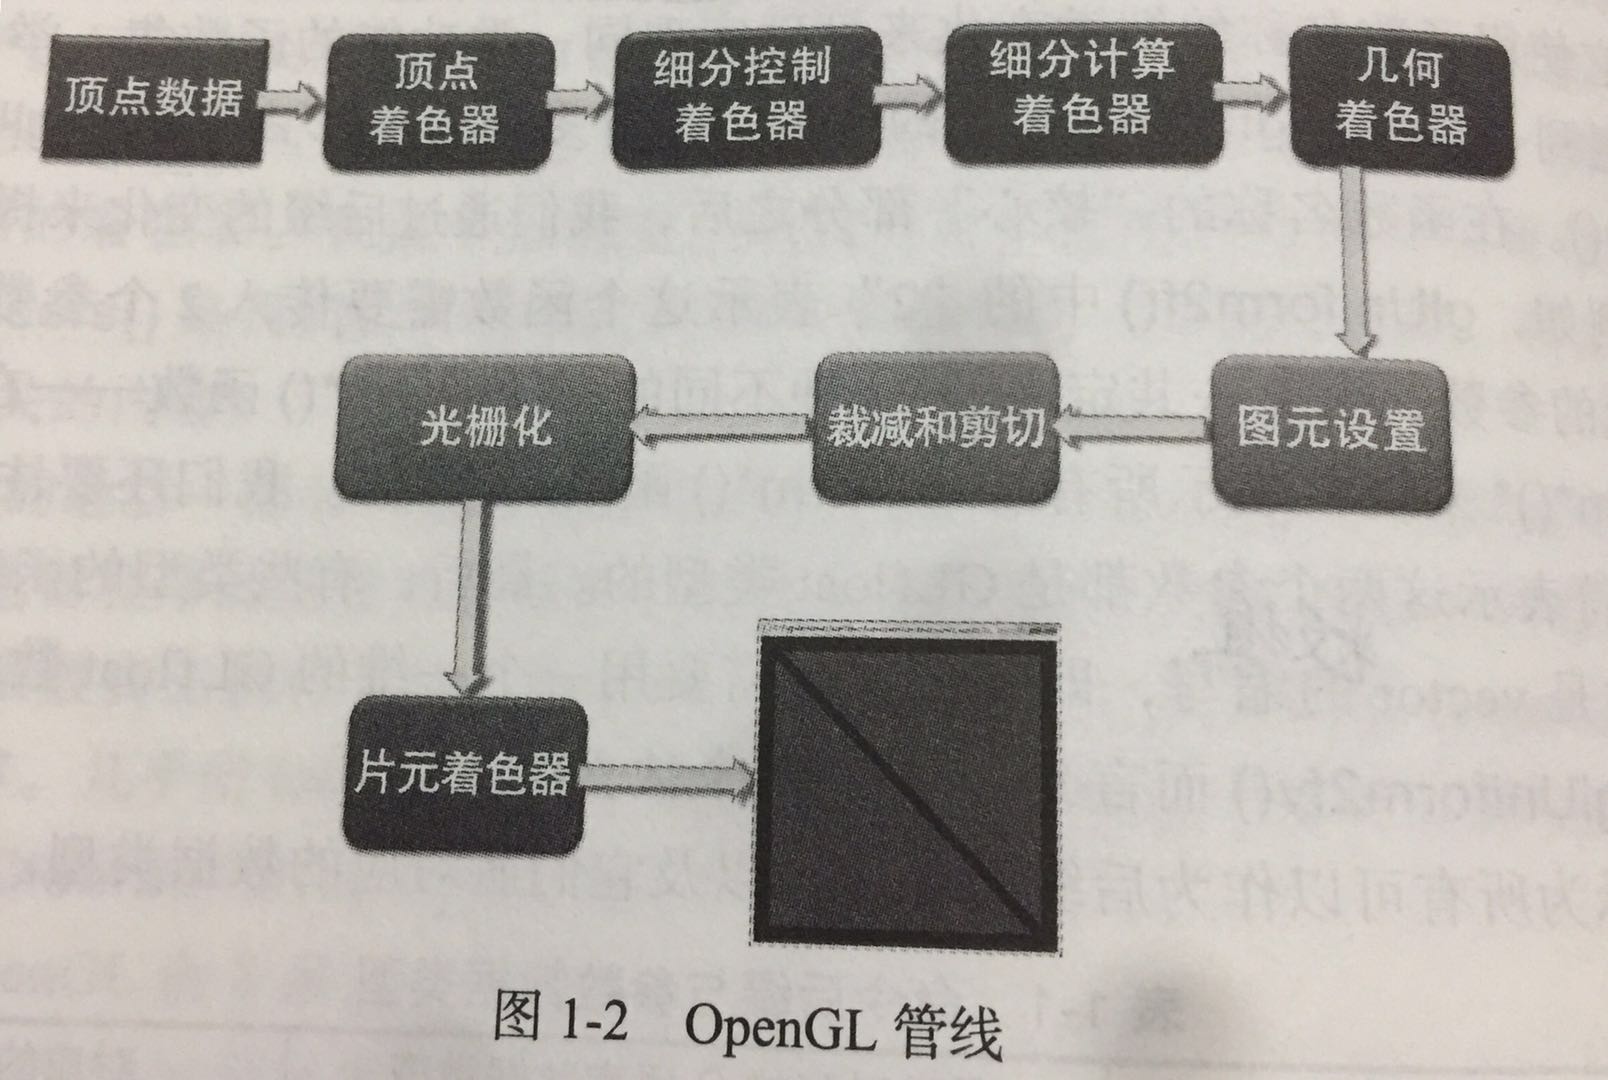 顶点数据
顶点
着色器
细分控制
着色器
细分计算
着色器
几何
着色器
图元设置
裁减和剪切
光栅化
片元着色器
图 1-2 OpenGL 管线